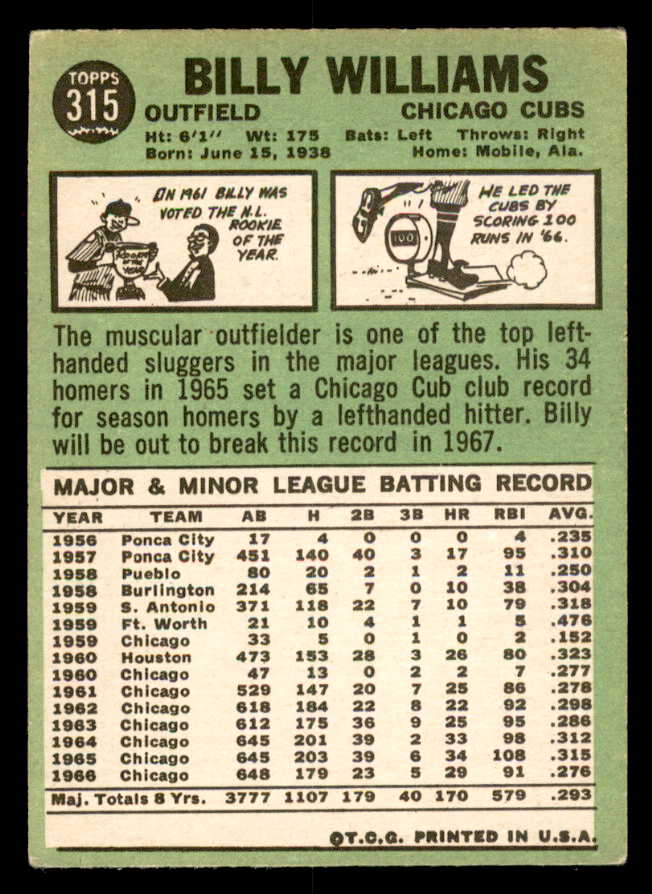 TOPPS
315
BILLY WILLIAMS
OUTFIELD CHICAGO CUBS
Ht: 6'1" Wt: 175 Bats: Left Throws: Right
Born: June 15, 1938 Home: Mobile, Ala.
IN 1961 BILLY WAS
VOTED THE N.L.
ROOKIE
OF THE
YEAR.
ROOKIE
OF THE
YEAR
HE LED THE
CUBS BY
SCORING 100
RUNS IN '66.
100
The muscular outfielder is one of the top left-
handed sluggers in the major leagues. His 34
homers in 1965 set a Chicago Cub club record
for season homers by a lefthanded hitter. Billy
will be out to break this record in 1967.
MAJOR & MINOR LEAGUE BATTING RECORD
YEAR TEAM AB H 2B 3B HR RBI AVG.
1956 Ponca City 17 4 0 0 0 4 .235
1957 Ponca City 451 140 40 3 17 95 .310
1958 Pueblo 80 20 2 1 2 11 .250
1958 Burlington 214 65 7 0 10 38 .304
1959 S. Antonio 371 118 22 7 10 79 .318
1959 Ft. Worth 21 10 4 1 1 5 .476
1959 Chicago 33 5 0 1 0 2 .152
1960 Houston 473 153 28 3 26 80 .323
1960 Chicago 47 13 0 2 2 7 .277
1961 Chicago 529 147 20 7 25 86 .278
1962 Chicago 618 184 22 8 22 92 .298
1963 Chicago 612 175 36 9 25 95 .286
1964 Chicago 645 201 39 2 33 98 .312
1965 Chicago 645 203 39 6 34 108 .315
1966 Chicago 648 179 23 5 29 91 .276
Maj. Totals 8 Yrs. 3777 1107 179 40 170 579 .293
©T.C.G. PRINTED IN U.S.A.